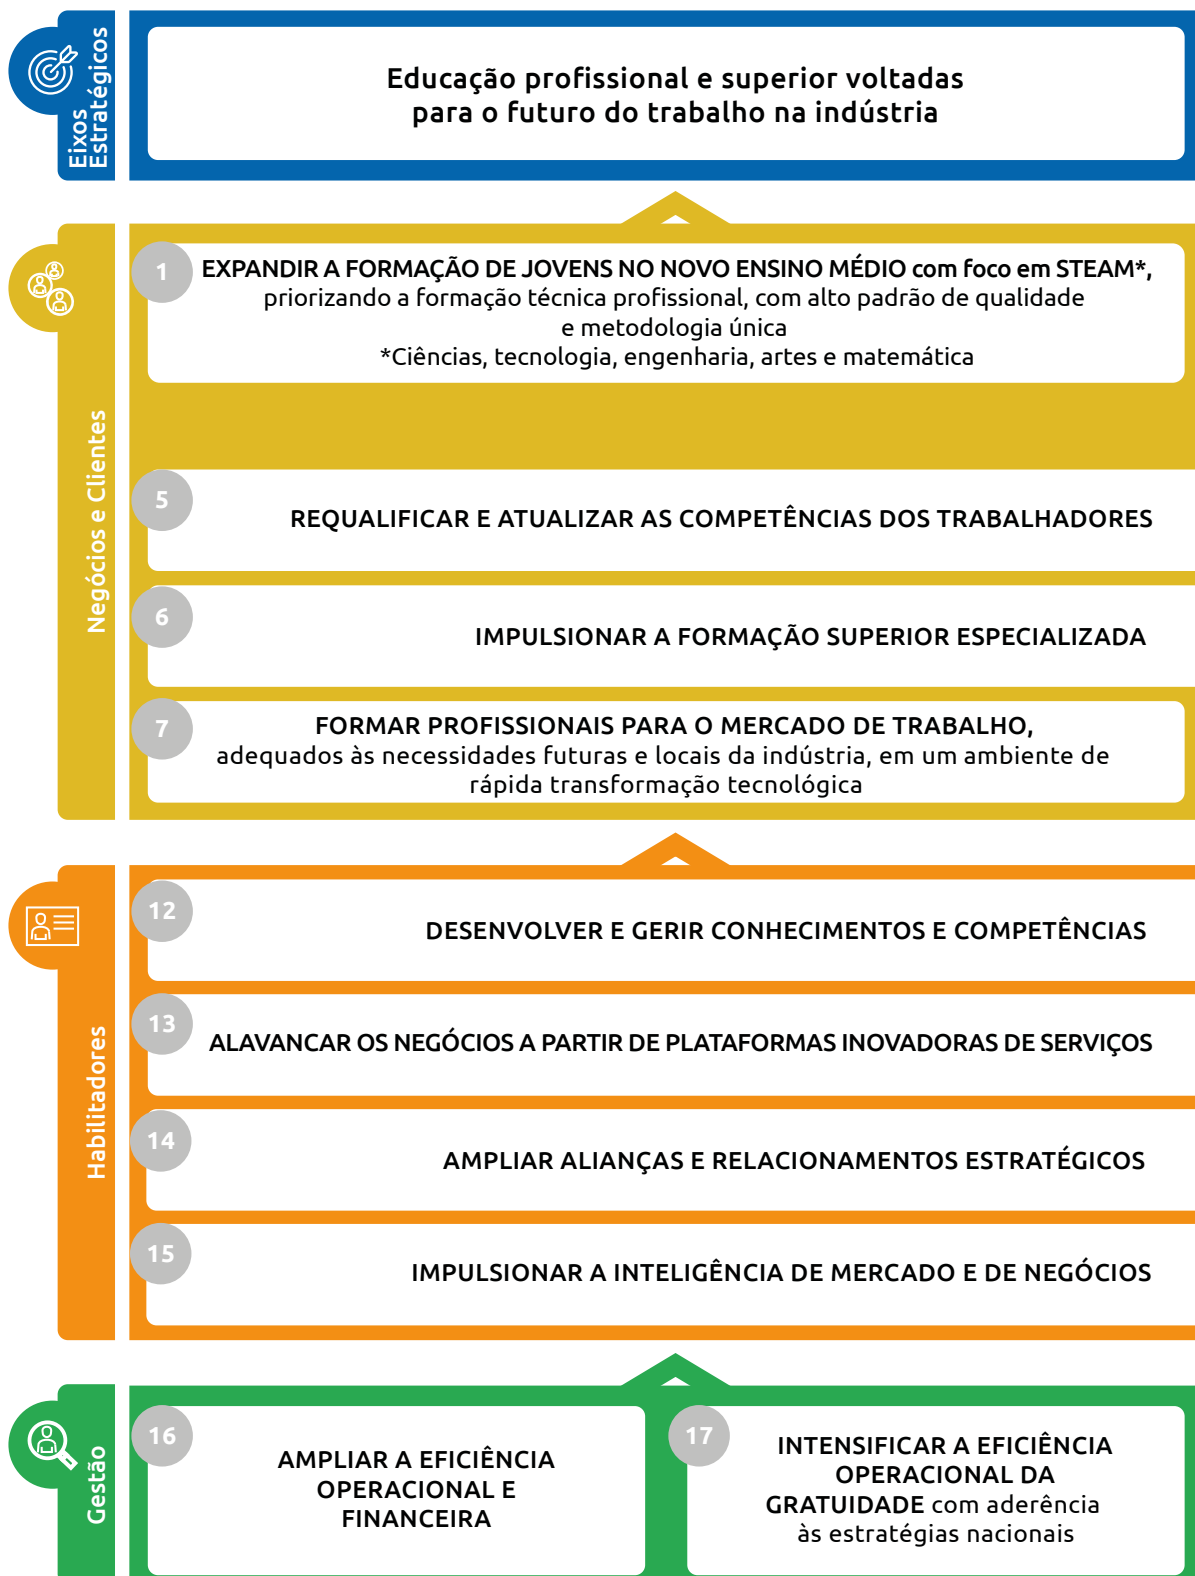 Eixos
Estratégicos
Educação profissional e superior voltadas
para o futuro do trabalho na indústria
Negócios e Clientes
1
EXPANDIR A FORMAÇÃO DE JOVENS NO NOVO ENSINO MÉDIO com foco em STEAM*,
priorizando a formação técnica profissional, com alto padrão de qualidade
e metodologia única
*Ciências, tecnologia, engenharia, artes e matemática
5
REQUALIFICAR E ATUALIZAR AS COMPETÊNCIAS DOS TRABALHADORES
6
IMPULSIONAR A FORMAÇÃO SUPERIOR ESPECIALIZADA
7
FORMAR PROFISSIONAIS PARA O MERCADO DE TRABALHO,
adequados às necessidades futuras e locais da indústria, em um ambiente de
rápida transformação tecnológica
Habilitadores
12
DESENVOLVER E GERIR CONHECIMENTOS E COMPETÊNCIAS
13
ALAVANCAR OS NEGÓCIOS A PARTIR DE PLATAFORMAS INOVADORAS DE SERVIÇOS
14
AMPLIAR ALIANÇAS E RELACIONAMENTOS ESTRATÉGICOS
15
IMPULSIONAR A INTELIGÊNCIA DE MERCADO E DE NEGÓCIOS
Gestão
16
AMPLIAR A EFICIÊNCIA
OPERACIONAL E
FINANCEIRA
17
INTENSIFICAR A EFICIÊNCIA
OPERACIONAL DA
GRATUIDADE com aderência
às estratégias nacionais